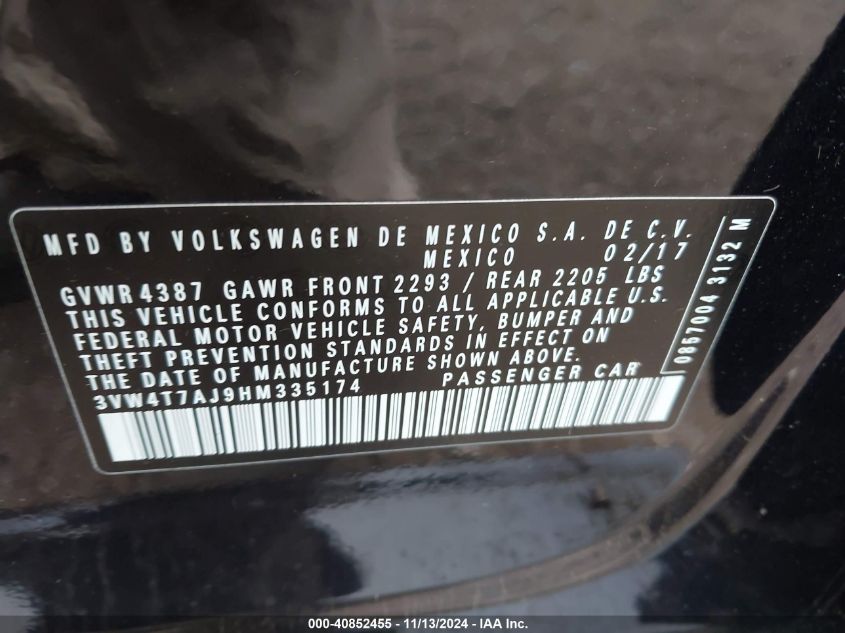 MFD BY VOLKSWAGEN DE MEXICO S.A. DE C.V.
MEXICO 02/17
GVWR 4387 GAWR FRONT 2293 / REAR 2205 LBS
THIS VEHICLE CONFORMS TO ALL APPLICABLE U.S.
FEDERAL MOTOR VEHICLE SAFETY, BUMPER AND
THEFT PREVENTION STANDARDS IN EFFECT ON
THE DATE OF MANUFACTURE SHOWN ABOVE.
3VW4T7AJ9HM335174 PASSENGER CAR
0857004 3132 M
000-40852455 - 11/13/2024 - IAA Inc.